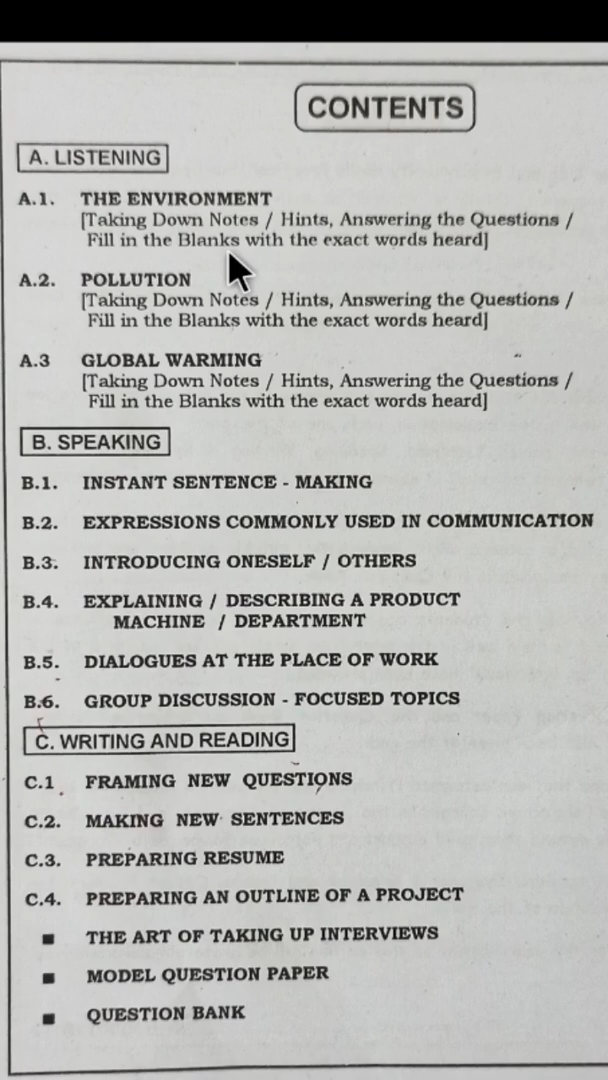 CONTENTS
A. LISTENING
A.1. THE ENVIRONMENT
[Taking Down Notes / Hints, Answering the Questions /
Fill in the Blanks with the exact words heard]
A.2. POLLUTION
[Taking Down Notes / Hints, Answering the Questions /
Fill in the Blanks with the exact words heard]
A.3 GLOBAL WARMING
[Taking Down Notes / Hints, Answering the Questions /
Fill in the Blanks with the exact words heard]
B. SPEAKING
B.1. INSTANT SENTENCE - MAKING
B.2. EXPRESSIONS COMMONLY USED IN COMMUNICATION
B.3. INTRODUCING ONESELF / OTHERS
B.4. EXPLAINING / DESCRIBING A PRODUCT
MACHINE / DEPARTMENT
B.5. DIALOGUES AT THE PLACE OF WORK
B.6. GROUP DISCUSSION - FOCUSED TOPICS
C. WRITING AND READING
C.1 FRAMING NEW QUESTIONS
C.2. MAKING NEW SENTENCES
C.3. PREPARING RESUME
C.4. PREPARING AN OUTLINE OF A PROJECT
■ THE ART OF TAKING UP INTERVIEWS
■ MODEL QUESTION PAPER
■ QUESTION BANK